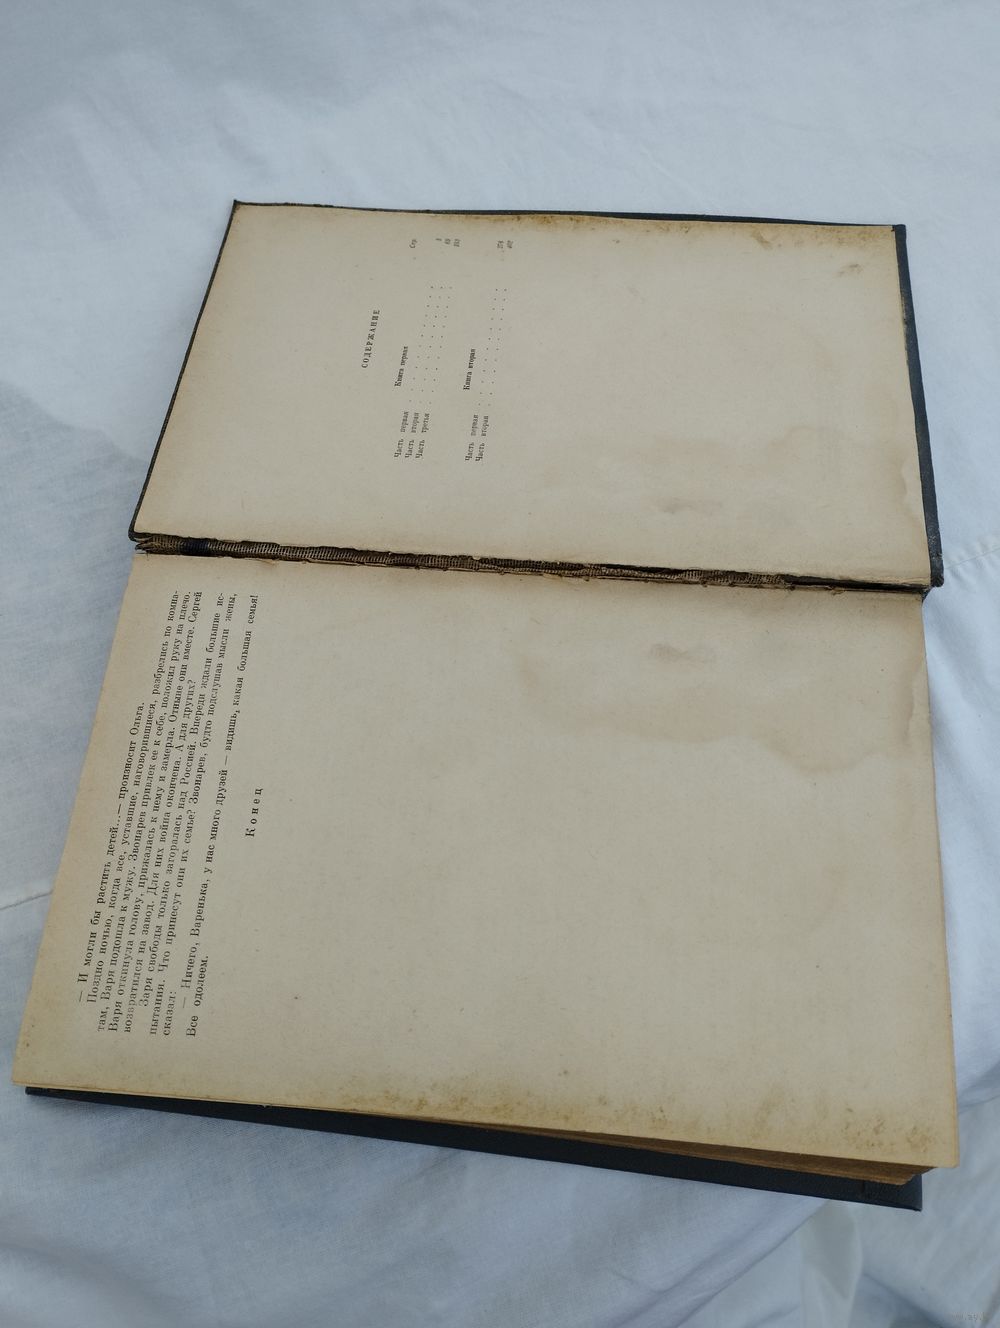 — И могли бы растить детей...— произносит Ольга.
Поздно ночью, когда все, уставшие, наговорившиеся, разбрелись по комна-
там, Варя подошла к мужу. Звонарев привлек ее к себе, положил руку на плечо.
Варя откинула голову, прижалась к нему и замерла. Отныне они вместе. Сергей
возвратился на завод. Для них война окончена. А для других?
Заря свободы только загоралась над Россией. Впереди ждали большие ис-
пытания. Что принесут они их семье? Звонарев, будто подслушав мысли жены,
сказал:
— Ничего, Варенька, у нас много друзей — видишь, какая большая семья!
Все одолеем.
Конец
СОДЕРЖАНИЕ
Стр.
Книга первая
Часть первая . . . . . . . . . . . .
Часть вторая . . . . . . . . . . . .
Часть третья . . . . . . . . . . . .
Книга вторая
Часть первая . . . . . . . . . . . .
Часть вторая . . . . . . . . . . . .